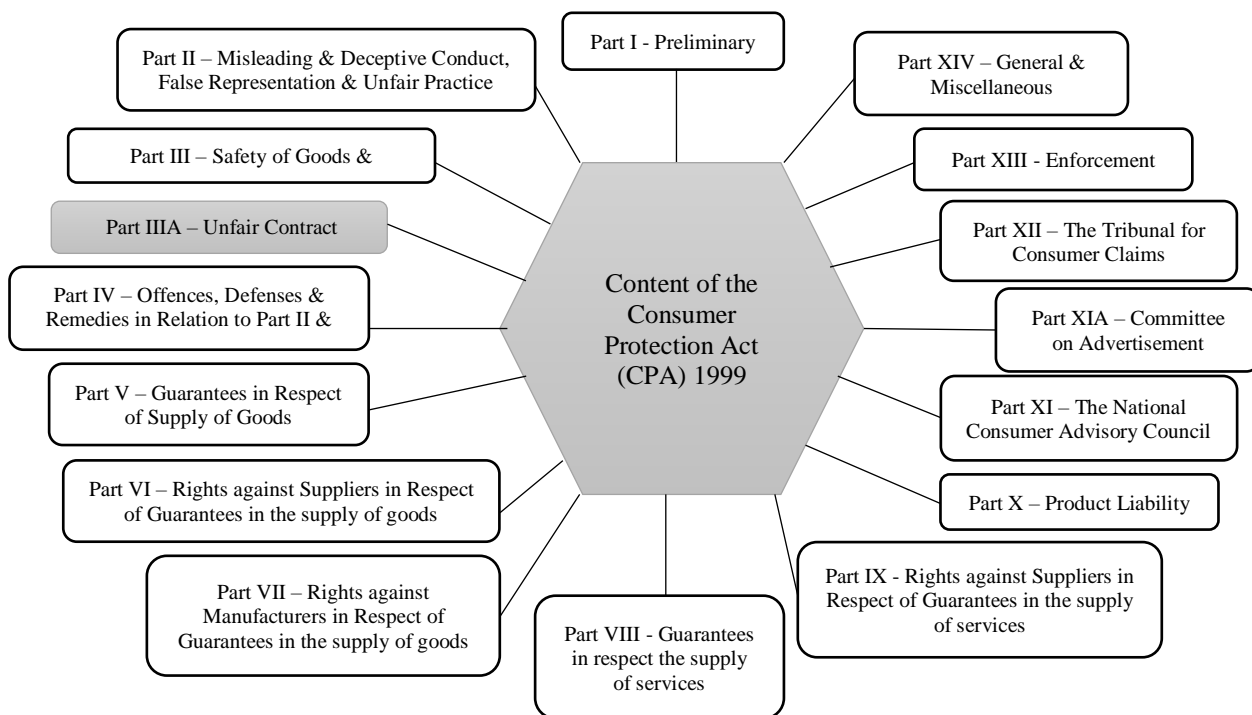 Part I - Preliminary
Part II – Misleading & Deceptive Conduct,
False Representation & Unfair Practice
Part III – Safety of Goods &
Part IIIA – Unfair Contract
Part IV – Offences, Defenses &
Remedies in Relation to Part II &
Part V – Guarantees in Respect
of Supply of Goods
Part VI – Rights against Suppliers in Respect
of Guarantees in the supply of goods
Part VII – Rights against
Manufacturers in Respect of
Guarantees in the supply of goods
Part VIII - Guarantees
in respect the supply
of services
Part IX - Rights against Suppliers in
Respect of Guarantees in the supply
of services
Part X – Product Liability
Part XI – The National
Consumer Advisory Council
Part XIA – Committee
on Advertisement
Part XII – The Tribunal for
Consumer Claims
Part XIII - Enforcement
Part XIV – General &
Miscellaneous
Content of the
Consumer
Protection Act
(CPA) 1999